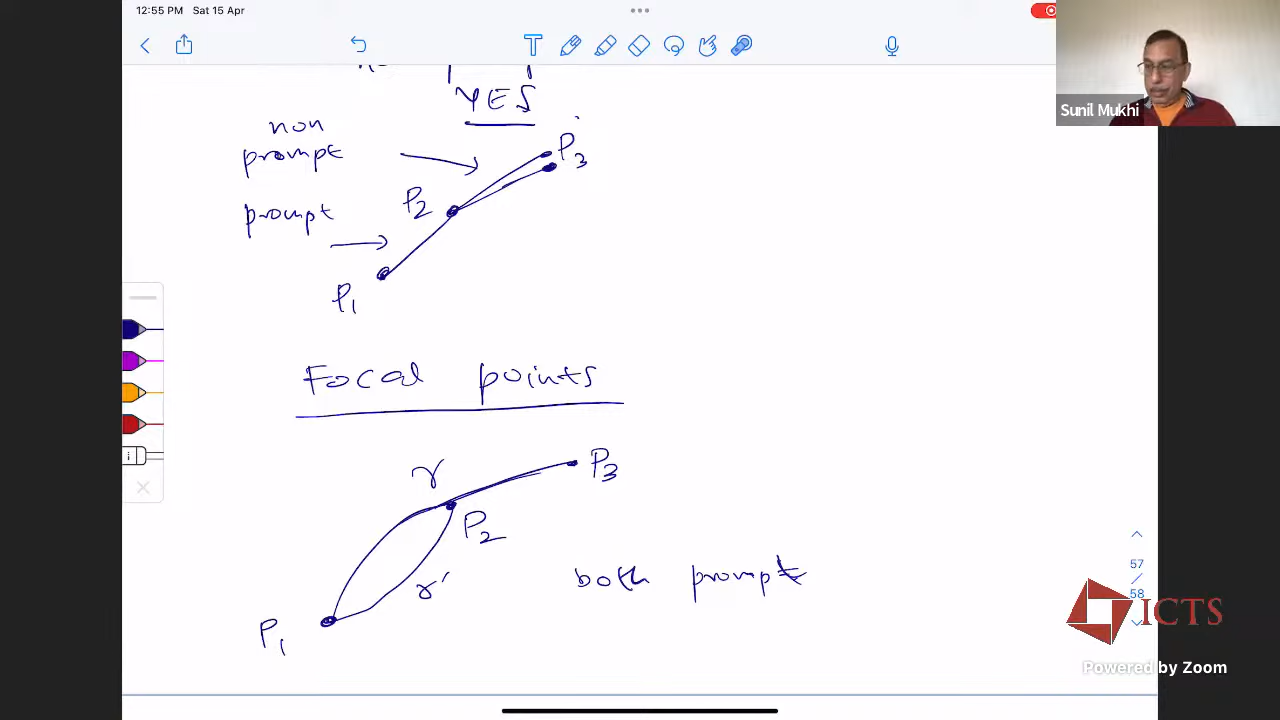 12:55 PM Sat 15 Apr
YES
non
prompt
P3
P2
prompt
P1
Focal points
γ
P3
P2
γ'
both prompt
P1
57
/
58
ICTS
Powered by Zoom
Sunil Mukhi
T
i